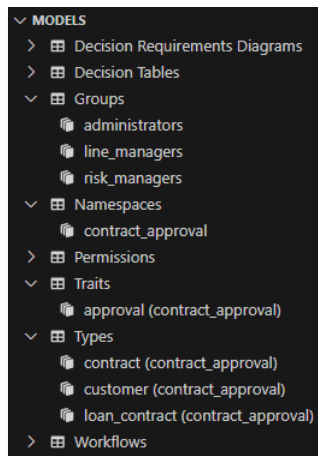 MODELS
Decision Requirements Diagrams
Decision Tables
Groups
administrators
line_managers
risk_managers
Namespaces
contract_approval
Permissions
Traits
approval (contract_approval)
Types
contract (contract_approval)
customer (contract_approval)
loan_contract (contract_approval)
Workflows